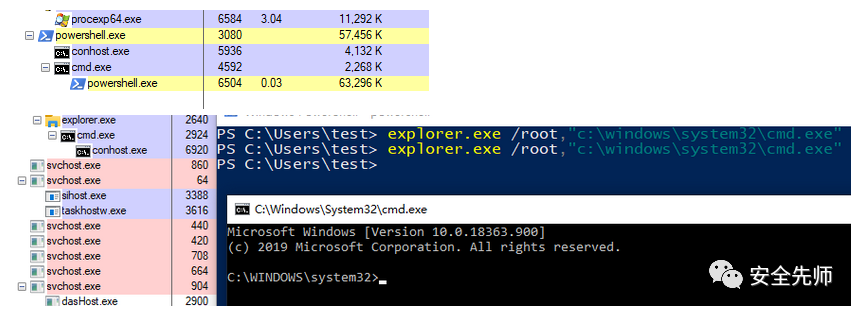 procexp64.exe 6584 3.04 11,292 K
powershell.exe 3080 57,456 K
conhost.exe 5936 4,132 K
cmd.exe 4592 2,268 K
powershell.exe 6504 0.03 63,296 K
explorer.exe 2640
cmd.exe 2924
conhost.exe 6920
svchost.exe 860
svchost.exe 64
sihost.exe 3388
taskhostw.exe 3616
svchost.exe 440
svchost.exe 420
svchost.exe 708
svchost.exe 664
svchost.exe 904
dasHost.exe 2900
PS C:\Users\test> explorer.exe /root,"c:\windows\system32\cmd.exe"
PS C:\Users\test> explorer.exe /root,"c:\windows\system32\cmd.exe"
PS C:\Users\test>
C:\Windows\System32\cmd.exe
Microsoft Windows [Version 10.0.18363.900]
(c) 2019 Microsoft Corporation. All rights reserved.
C:\WINDOWS\system32>
安全先师